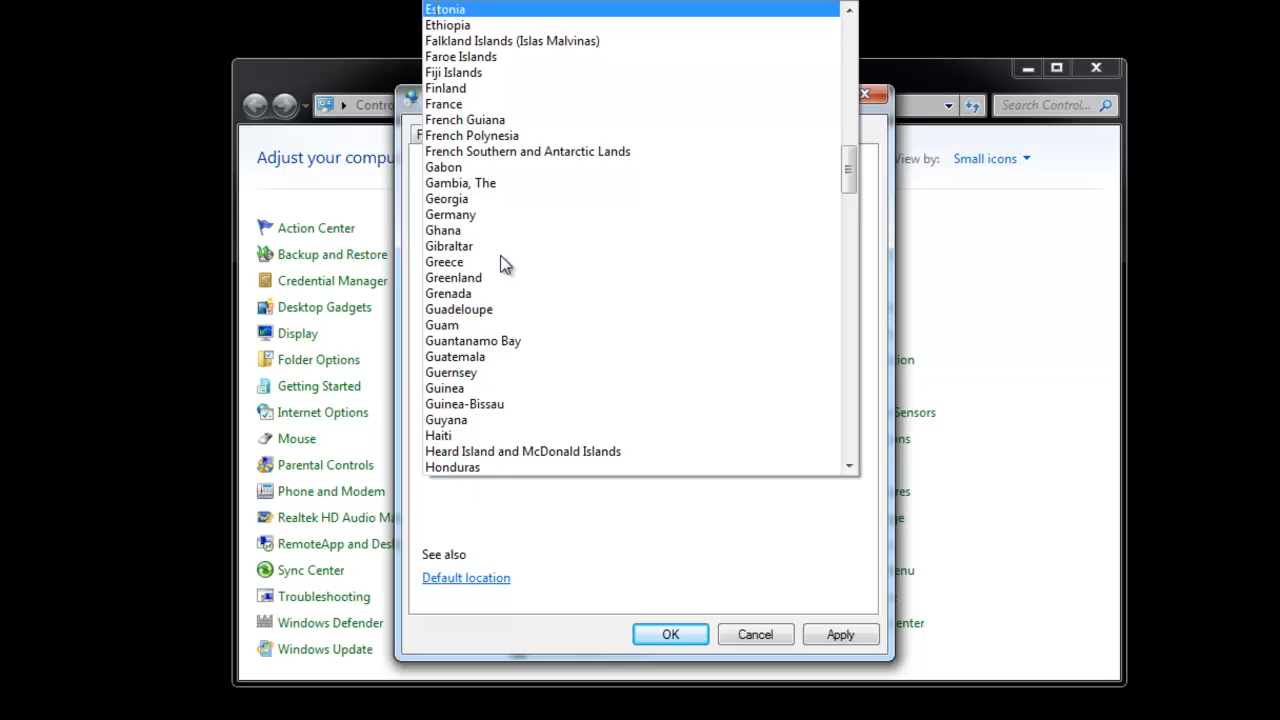 Estonia
Ethiopia
Falkland Islands (Islas Malvinas)
Faroe Islands
Fiji Islands
Finland
France
French Guiana
French Polynesia
French Southern and Antarctic Lands
Gabon
Gambia, The
Georgia
Germany
Ghana
Gibraltar
Greece
Greenland
Grenada
Guadeloupe
Guam
Guantanamo Bay
Guatemala
Guernsey
Guinea
Guinea-Bissau
Guyana
Haiti
Heard Island and McDonald Islands
Honduras
See also
Default location
OK Cancel Apply
Contro
Search Control...
Adjust your compu
View by: Small icons
Action Center
Backup and Restore
Credential Manager
Desktop Gadgets
Display
Folder Options
Getting Started
Internet Options
Mouse
Parental Controls
Phone and Modem
Realtek HD Audio Ma
RemoteApp and Desk
Sync Center
Troubleshooting
Windows Defender
Windows Update